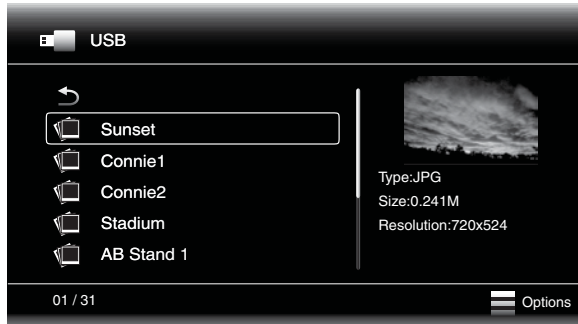 USB
Sunset
Connie1
Connie2
Stadium
AB Stand 1
Type:JPG
Size:0.241M
Resolution:720x524
01 / 31
Options